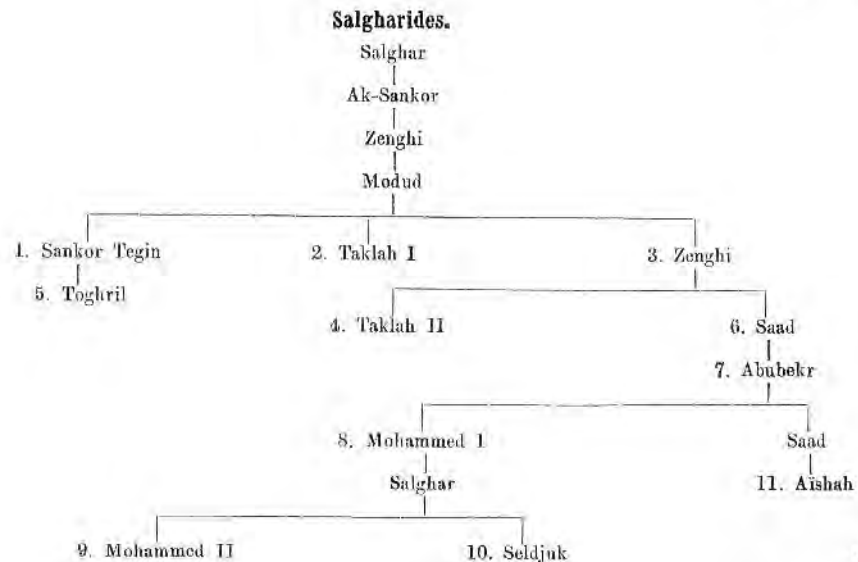 Salgharides.
Salghar
Ak-Sankor
Zenghi
Modud
1. Sankor Tegin 2. Taklah I 3. Zenghi
5. Toghril
4. Taklah II 6. Saad
7. Abubekr
8. Mohammed I Saad
Salghar 11. Aïshah
9. Mohammed II 10. Seldjuk